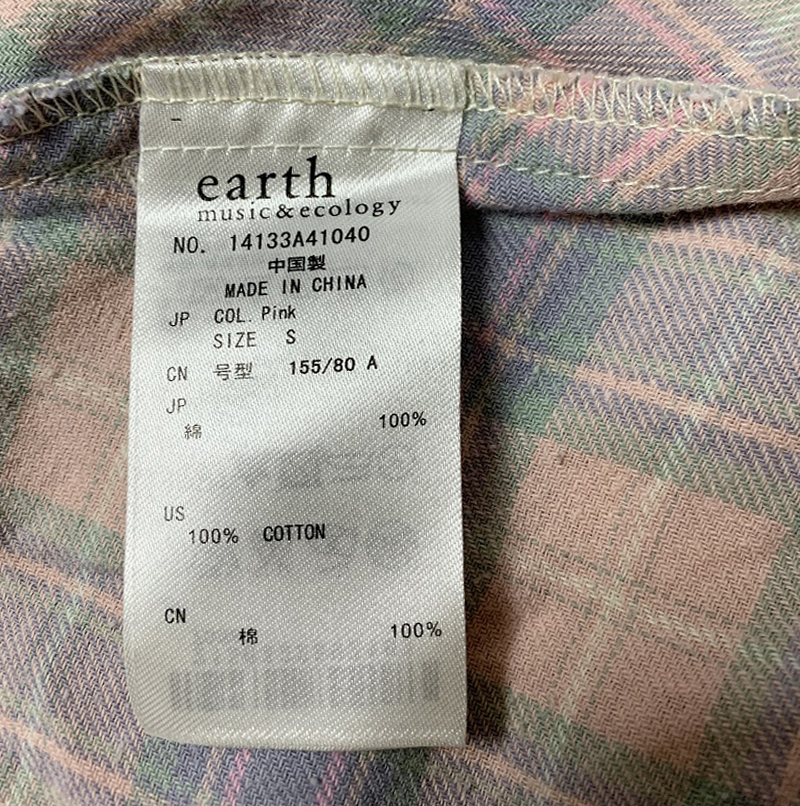 earth
music&ecology
NO. 14133A41040
中国製
MADE IN CHINA
JP COL. Pink
SIZE S
CN 号型 155/80 A
JP
綿 100%
US
100% COTTON
CN
棉 100%